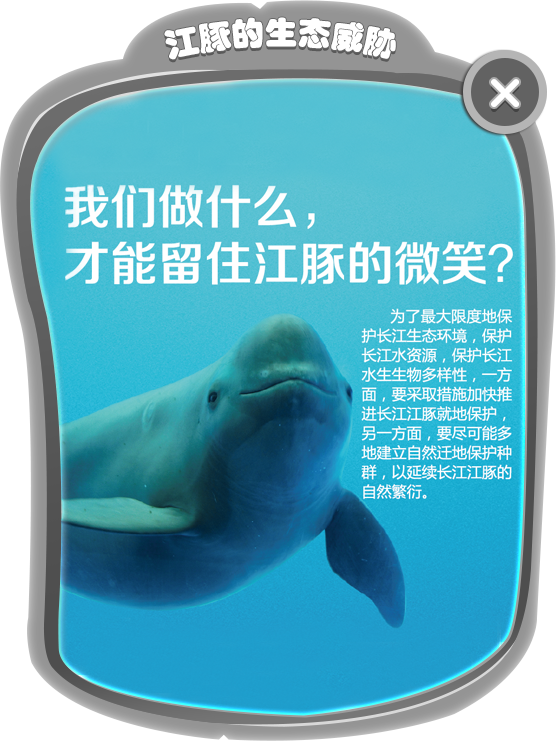 江豚的生态威胁
我们做什么，
才能留住江豚的微笑？
为了最大限度地保
护长江生态环境，保护
长江水资源，保护长江
水生生物多样性，一方
面，要采取措施加快推
进长江江豚就地保护，
另一方面，要尽可能多
地建立自然迁地保护种
群，以延续长江江豚的
自然繁衍。